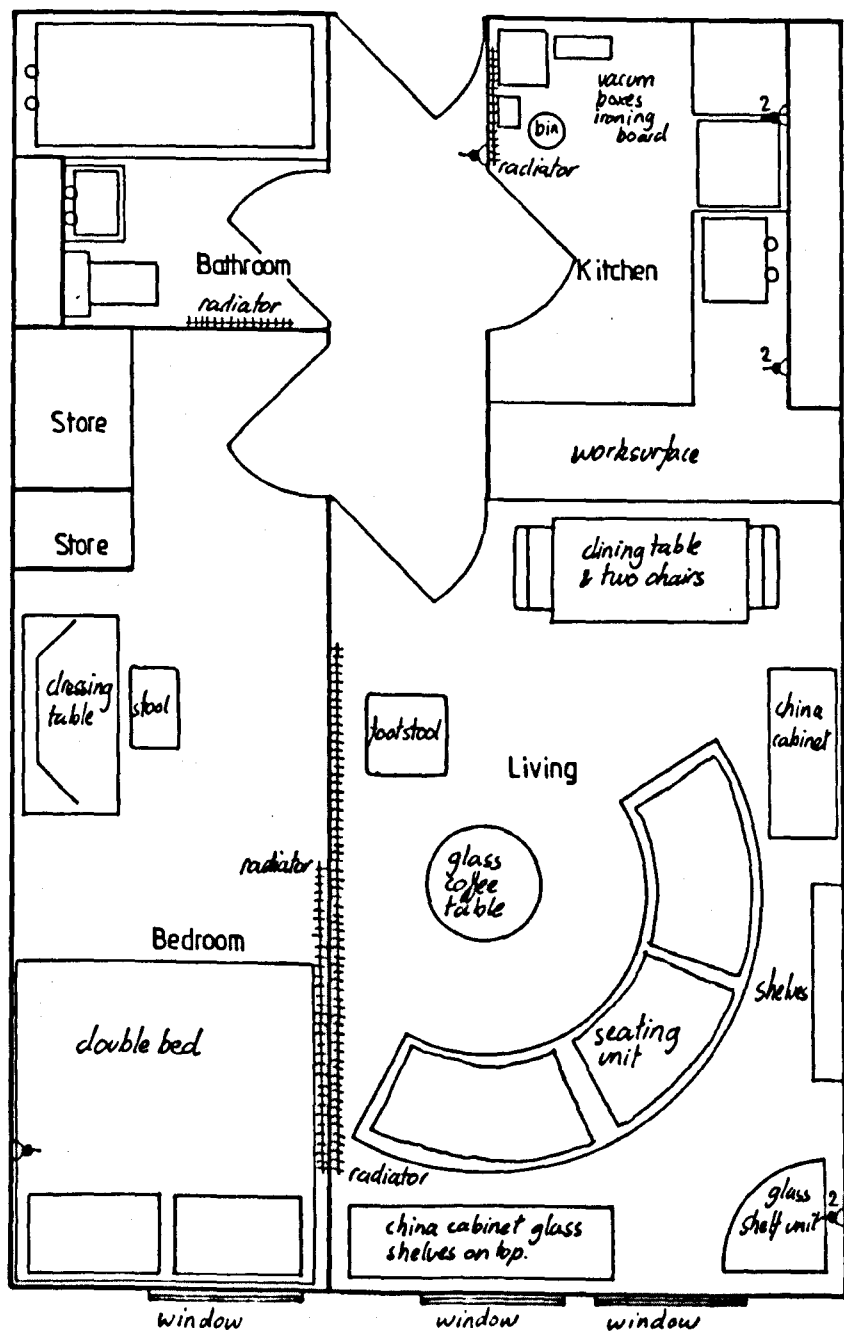 vacum
boxes
ironing
board
2
bin
radiator
Bathroom
radiator
Kitchen
2
Store
worksurface
Store
dining table
& two chairs
dressing
table
stool
footstool
china
cabinet
Living
radiator
glass
coffee
table
Bedroom
shelves
double bed
seating
unit
radiator
glass
shelf unit
2
china cabinet glass
shelves on top.
window
window
window